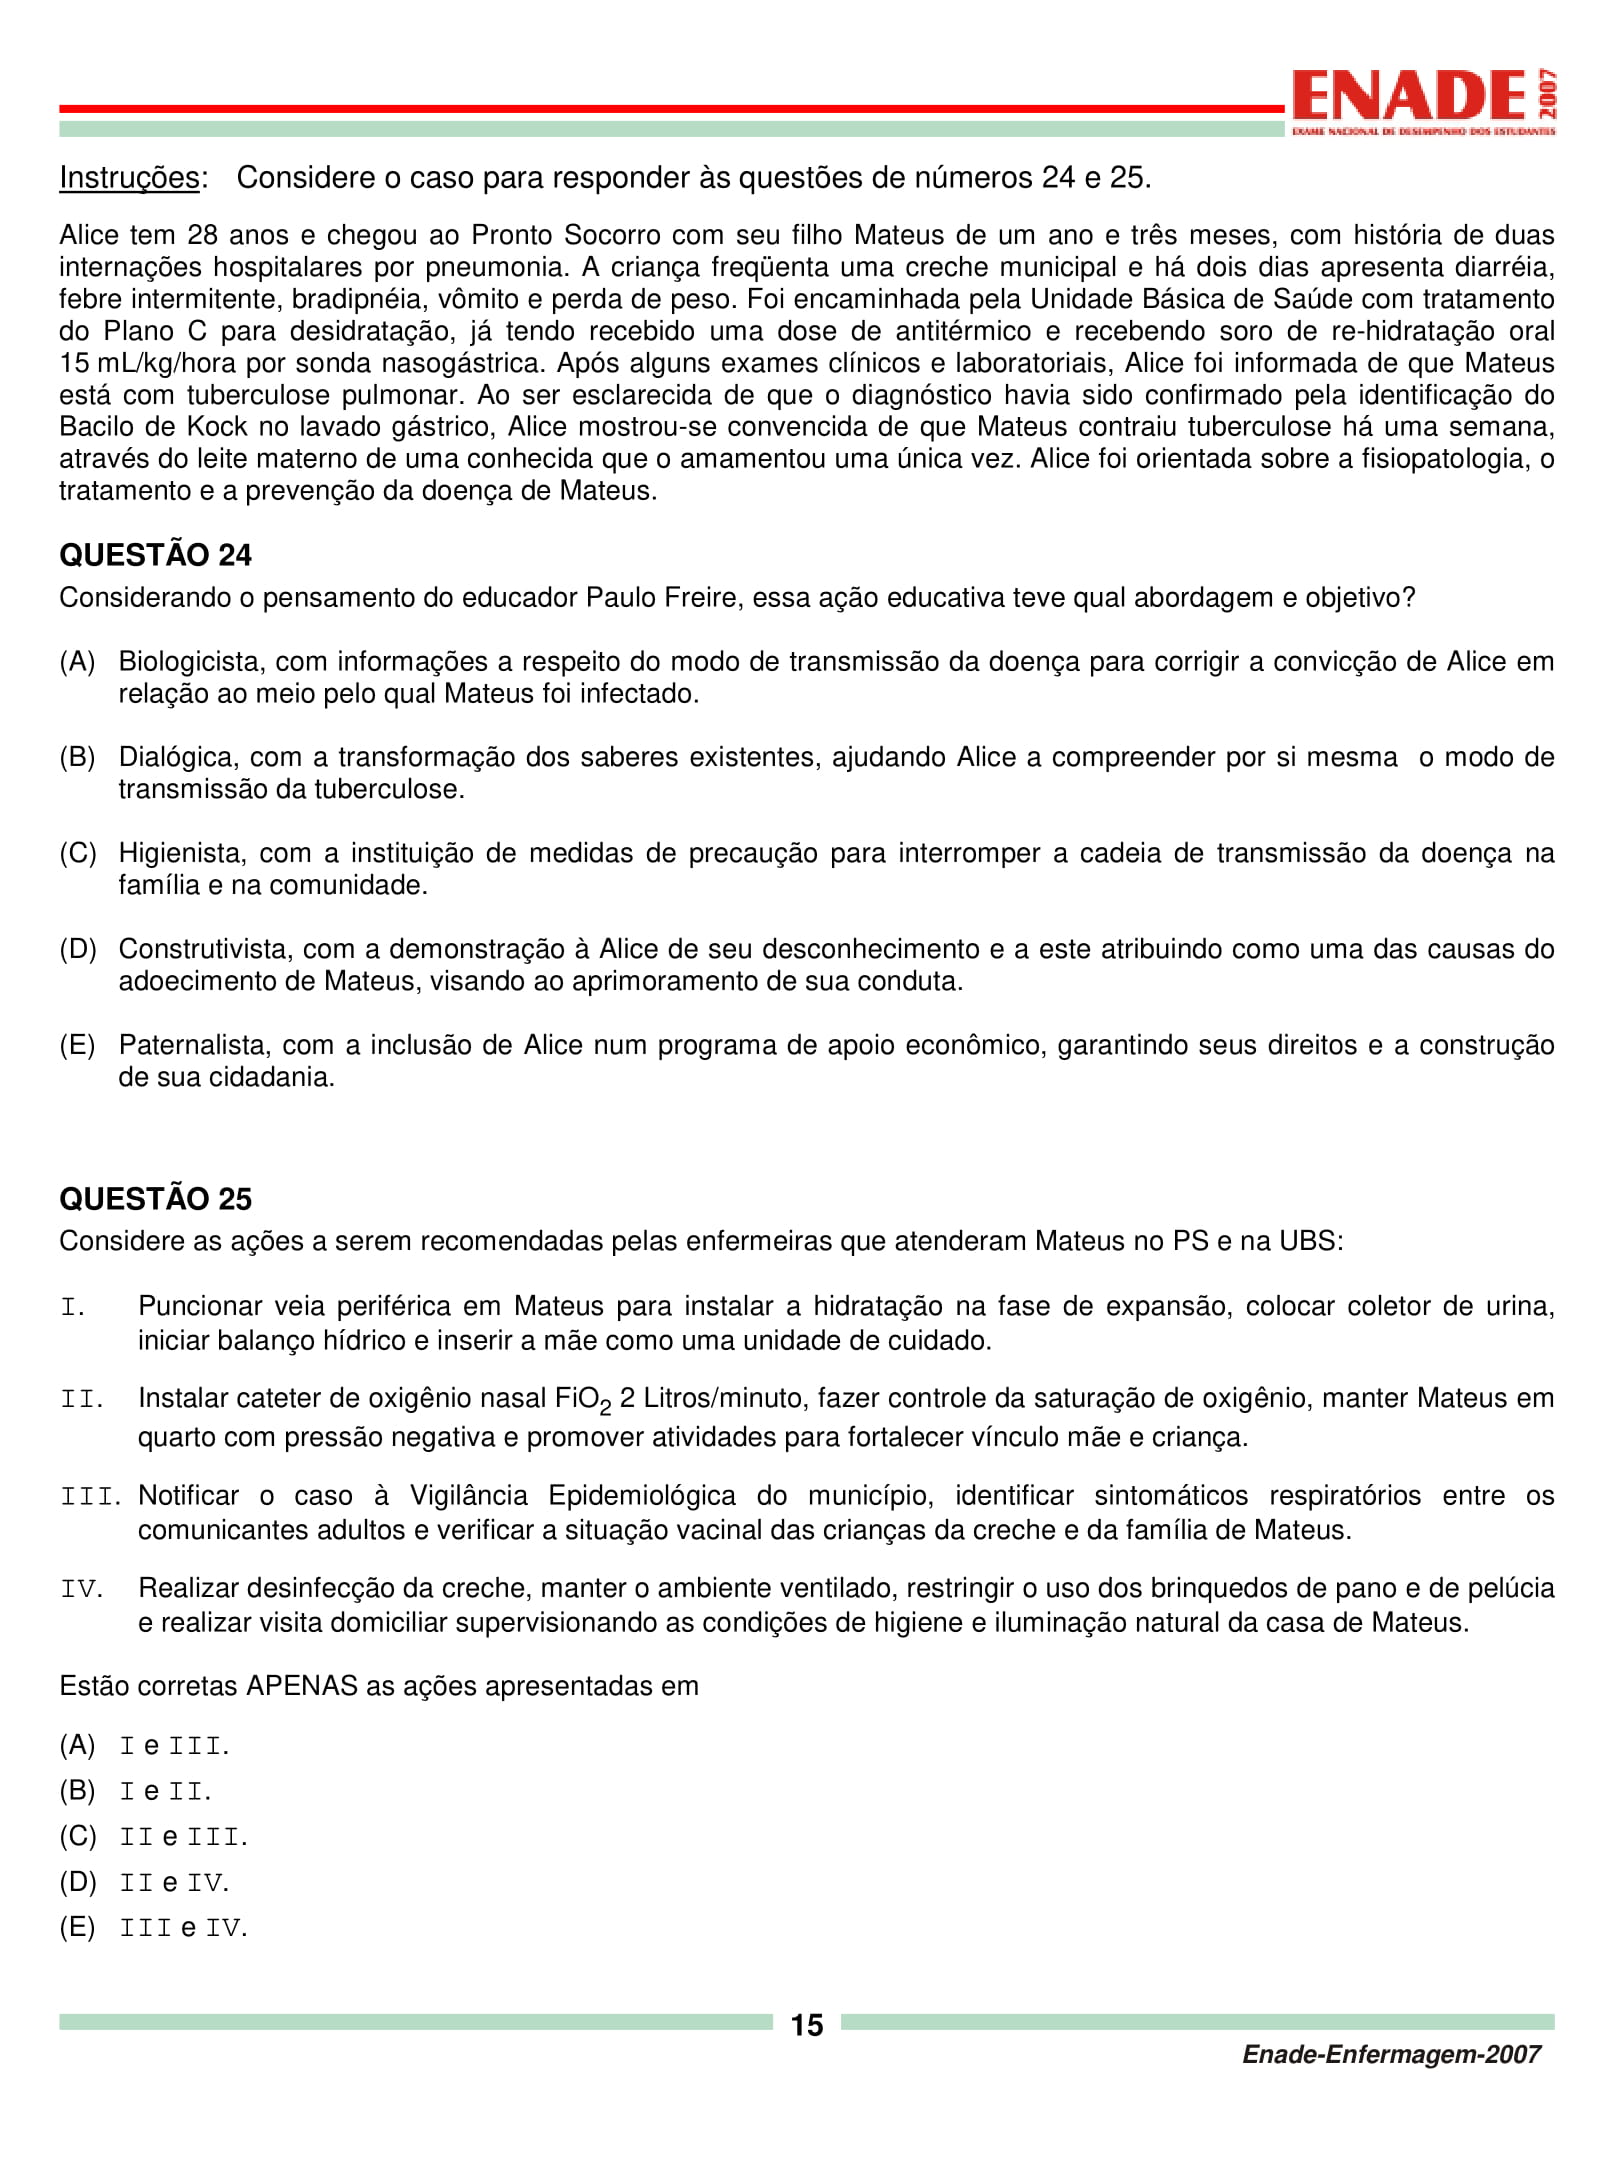 ENADE 2007
EXAME NACIONAL DE DESEMPENHO DOS ESTUDANTES
Instruções: Considere o caso para responder às questões de números 24 e 25.
Alice tem 28 anos e chegou ao Pronto Socorro com seu filho Mateus de um ano e três meses, com história de duas
internações hospitalares por pneumonia. A criança freqüenta uma creche municipal e há dois dias apresenta diarréia,
febre intermitente, bradipnéia, vômito e perda de peso. Foi encaminhada pela Unidade Básica de Saúde com tratamento
do Plano C para desidratação, já tendo recebido uma dose de antitérmico e recebendo soro de re-hidratação oral
15 mL/kg/hora por sonda nasogástrica. Após alguns exames clínicos e laboratoriais, Alice foi informada de que Mateus
está com tuberculose pulmonar. Ao ser esclarecida de que o diagnóstico havia sido confirmado pela identificação do
Bacilo de Kock no lavado gástrico, Alice mostrou-se convencida de que Mateus contraiu tuberculose há uma semana,
através do leite materno de uma conhecida que o amamentou uma única vez. Alice foi orientada sobre a fisiopatologia, o
tratamento e a prevenção da doença de Mateus.
QUESTÃO 24
Considerando o pensamento do educador Paulo Freire, essa ação educativa teve qual abordagem e objetivo?
(A) Biologicista, com informações a respeito do modo de transmissão da doença para corrigir a convicção de Alice em
relação ao meio pelo qual Mateus foi infectado.
(B) Dialógica, com a transformação dos saberes existentes, ajudando Alice a compreender por si mesma o modo de
transmissão da tuberculose.
(C) Higienista, com a instituição de medidas de precaução para interromper a cadeia de transmissão da doença na
família e na comunidade.
(D) Construtivista, com a demonstração à Alice de seu desconhecimento e a este atribuindo como uma das causas do
adoecimento de Mateus, visando ao aprimoramento de sua conduta.
(E) Paternalista, com a inclusão de Alice num programa de apoio econômico, garantindo seus direitos e a construção
de sua cidadania.
QUESTÃO 25
Considere as ações a serem recomendadas pelas enfermeiras que atenderam Mateus no PS e na UBS:
I. Puncionar veia periférica em Mateus para instalar a hidratação na fase de expansão, colocar coletor de urina,
iniciar balanço hídrico e inserir a mãe como uma unidade de cuidado.
II. Instalar cateter de oxigênio nasal FiO2 2 Litros/minuto, fazer controle da saturação de oxigênio, manter Mateus em
quarto com pressão negativa e promover atividades para fortalecer vínculo mãe e criança.
III. Notificar o caso à Vigilância Epidemiológica do município, identificar sintomáticos respiratórios entre os
comunicantes adultos e verificar a situação vacinal das crianças da creche e da família de Mateus.
IV. Realizar desinfecção da creche, manter o ambiente ventilado, restringir o uso dos brinquedos de pano e de pelúcia
e realizar visita domiciliar supervisionando as condições de higiene e iluminação natural da casa de Mateus.
Estão corretas APENAS as ações apresentadas em
(A) I e III.
(B) I e II.
(C) II e III.
(D) II e IV.
(E) III e IV.
15
Enade-Enfermagem-2007